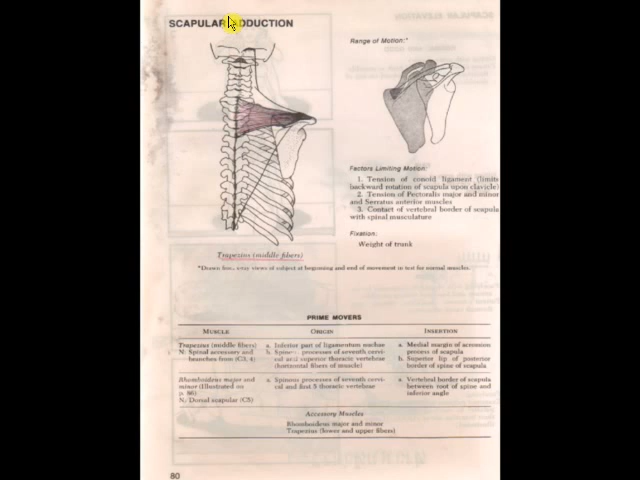 SCAPULAR ADDUCTION
Range of Motion:*
Factors Limiting Motion:
1. Tension of conoid ligament (limits
backward rotation of scapula upon clavicle)
2. Tension of Pectoralis major and minor
and Serratus anterior muscles
3. Contact of vertebral border of scapula
with spinal musculature
Fixation:
Weight of trunk
Trapezius (middle fibers)
*Drawn from x-ray views of subject at beginning and end of movement in test for normal muscles.
PRIME MOVERS
MUSCLE ORIGIN INSERTION
Trapezius (middle fibers)
N: Spinal accessory and
branches from (C3, 4)
a. Inferior part of ligamentum nuchae
b. Spinous processes of seventh cervi-
cal and superior thoracic vertebrae
(horizontal fibers of muscle)
a. Medial margin of acromion
process of scapula
b. Superior lip of posterior
border of spine of scapula
Rhomboideus major and
minor (Illustrated on
p. 86)
N: Dorsal scapular (C5)
a. Spinous processes of seventh cervi-
cal and first 5 thoracic vertebrae
a. Vertebral border of scapula
between root of spine and
inferior angle
Accessory Muscles
Rhomboideus major and minor
Trapezius (lower and upper fibers)
80